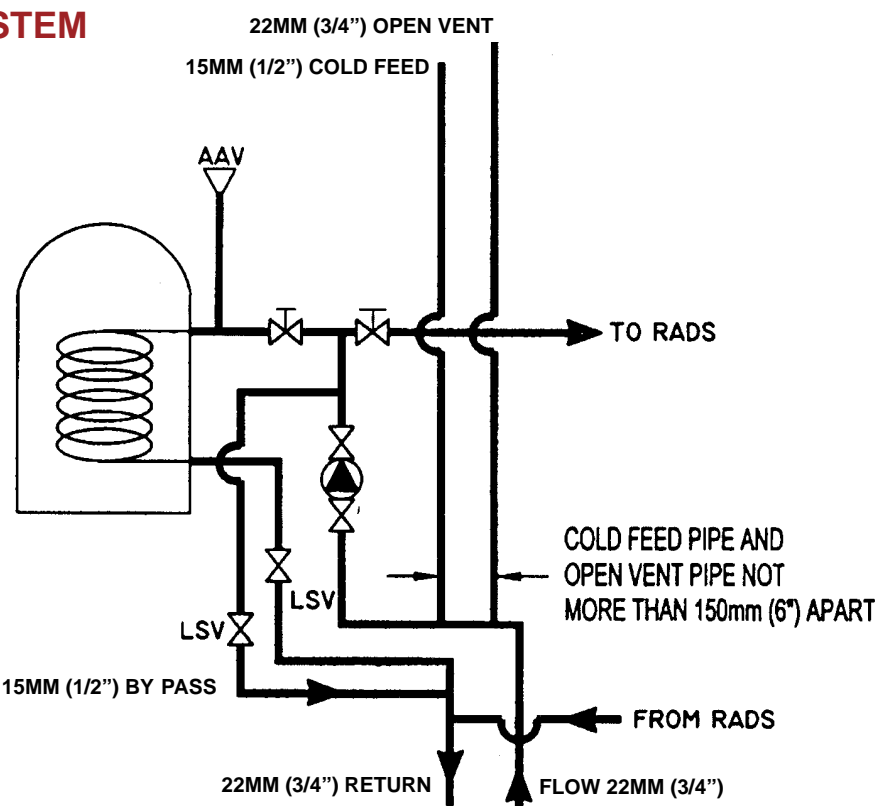 STEM
22MM (3/4”) OPEN VENT
15MM (1/2”) COLD FEED
AAV
TO RADS
COLD FEED PIPE AND
OPEN VENT PIPE NOT
MORE THAN 150mm (6") APART
LSV
LSV
15MM (1/2”) BY PASS
FROM RADS
22MM (3/4”) RETURN
FLOW 22MM (3/4”)